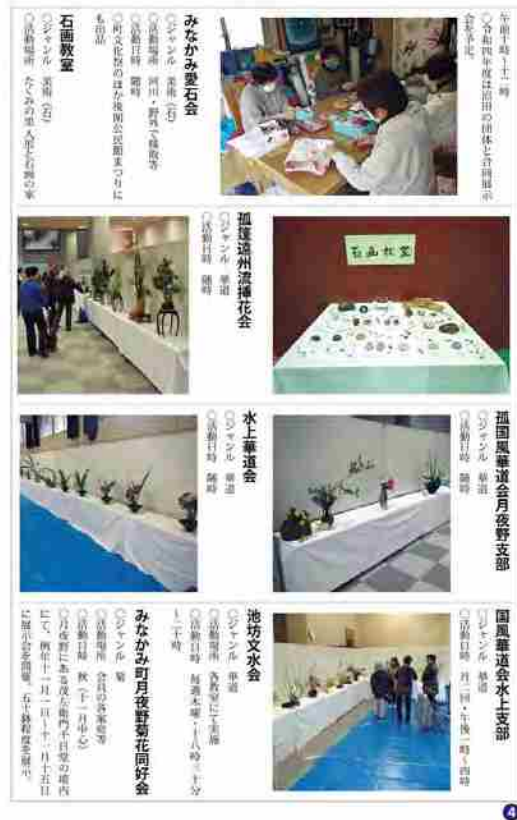 午前十時〜十二時
○令和四年度は沼田の団体と合同展示
会を予定。
みなかみ愛石会
○ジャンル　美術（石）
○活動場所　河川・野外で採取等
○活動日時　随時
○町文化祭のほか後閑公民館まつりに
も出品
石画教室
○ジャンル　美術（石）
○活動場所　たくみの里 人形と石画の家
石画教室
孤篷遠州流挿花会
○ジャンル　華道
○活動日時　随時
孤国風華道会月夜野支部
○ジャンル　華道
○活動日時　随時
水上華道会
○ジャンル　華道
○活動日時　随時
国風華道会水上支部
○ジャンル　華道
○活動日時　月二回・午後一時〜四時
池坊文水会
○ジャンル　華道
○活動場所　各教室にて実施
○活動日時　毎週木曜・十八時三十分
〜二十時
みなかみ町月夜野菊花同好会
○ジャンル　菊
○活動場所　会員の各家庭等
○活動日時　秋（十一月中心）
○月夜野にある茂左衛門千日堂の境内
にて、例年十一月一日〜十一月十五日
に展示会を開催。五十鉢程度を展示。
4